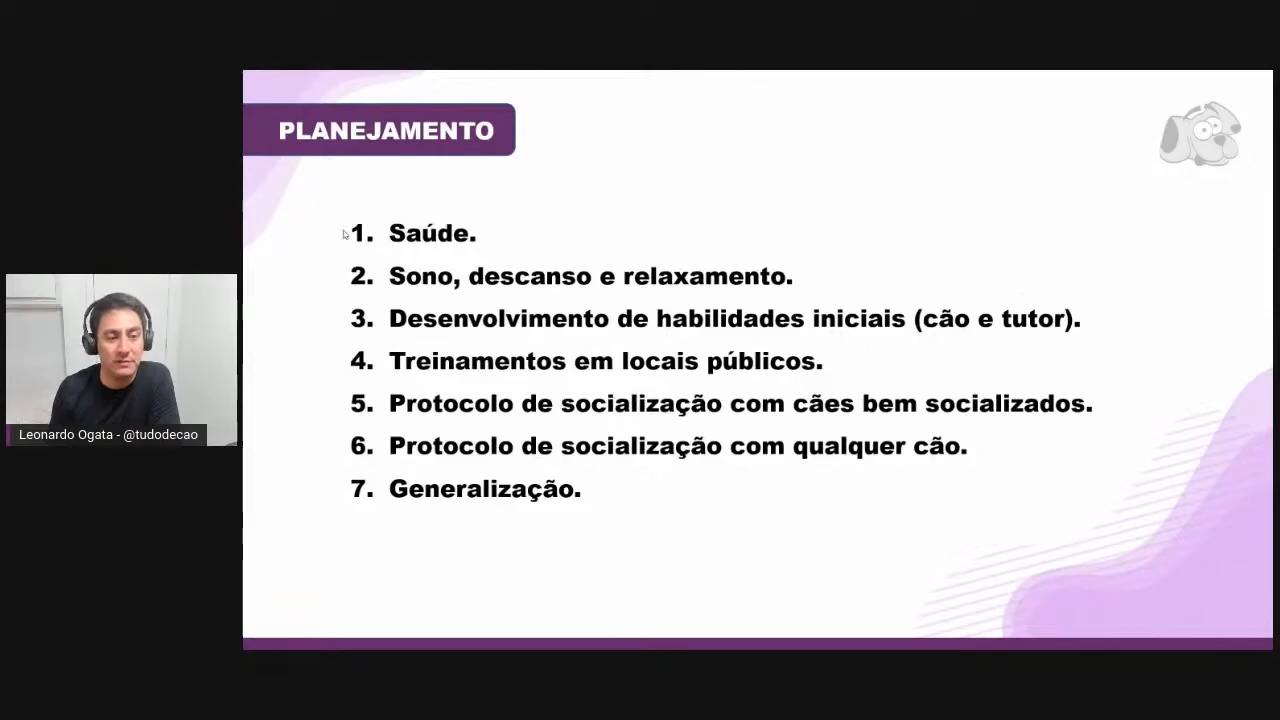 PLANEJAMENTO
1. Saúde.
2. Sono, descanso e relaxamento.
3. Desenvolvimento de habilidades iniciais (cão e tutor).
4. Treinamentos em locais públicos.
5. Protocolo de socialização com cães bem socializados.
6. Protocolo de socialização com qualquer cão.
7. Generalização.
Leonardo Ogata - @tudodecao